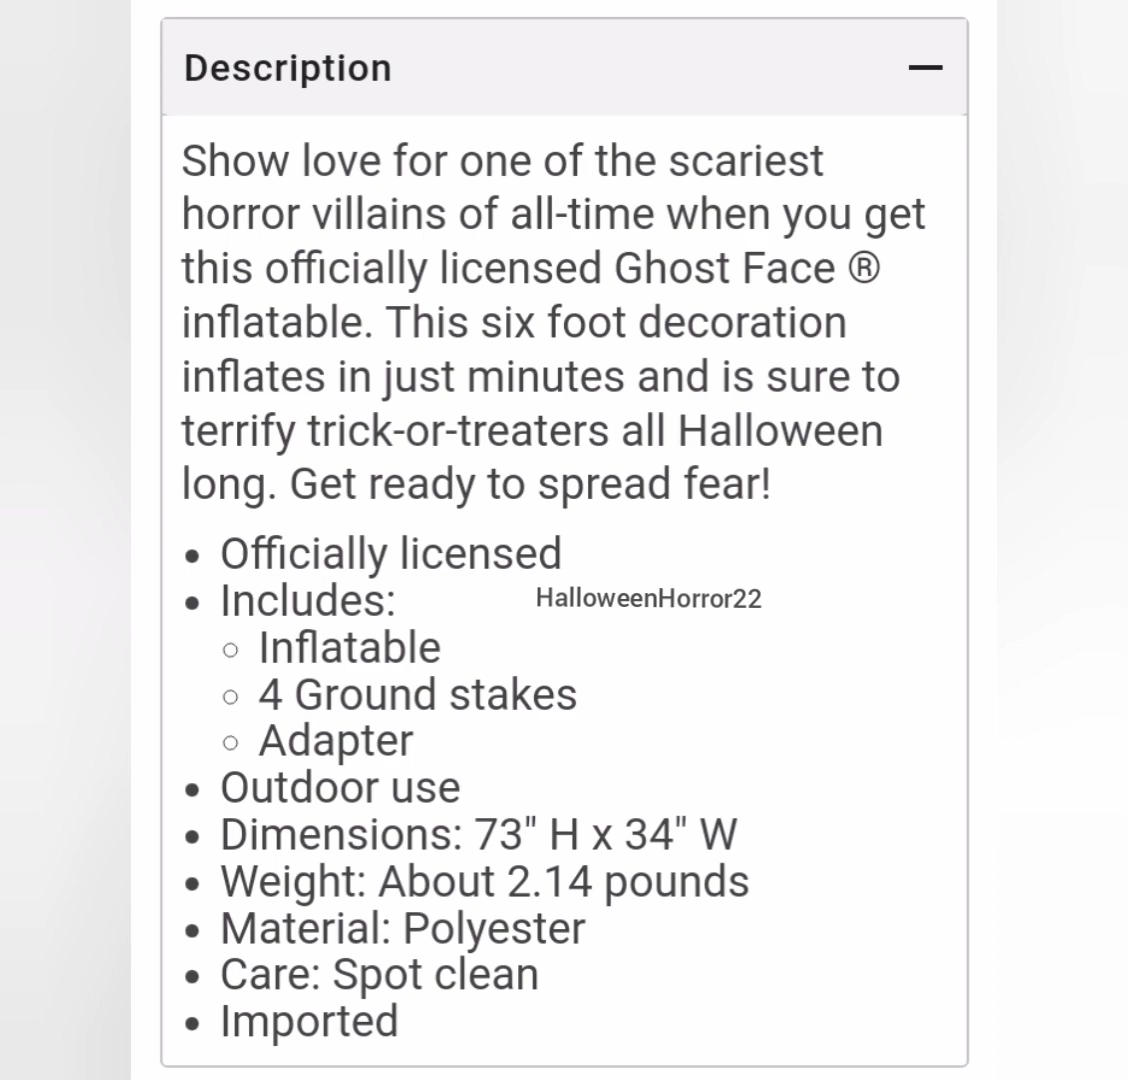 Description
Show love for one of the scariest
horror villains of all-time when you get
this officially licensed Ghost Face ®
inflatable. This six foot decoration
inflates in just minutes and is sure to
terrify trick-or-treaters all Halloween
long. Get ready to spread fear!
• Officially licensed
• Includes:
HalloweenHorror22
○ Inflatable
○ 4 Ground stakes
○ Adapter
• Outdoor use
• Dimensions: 73" H x 34" W
• Weight: About 2.14 pounds
• Material: Polyester
• Care: Spot clean
• Imported